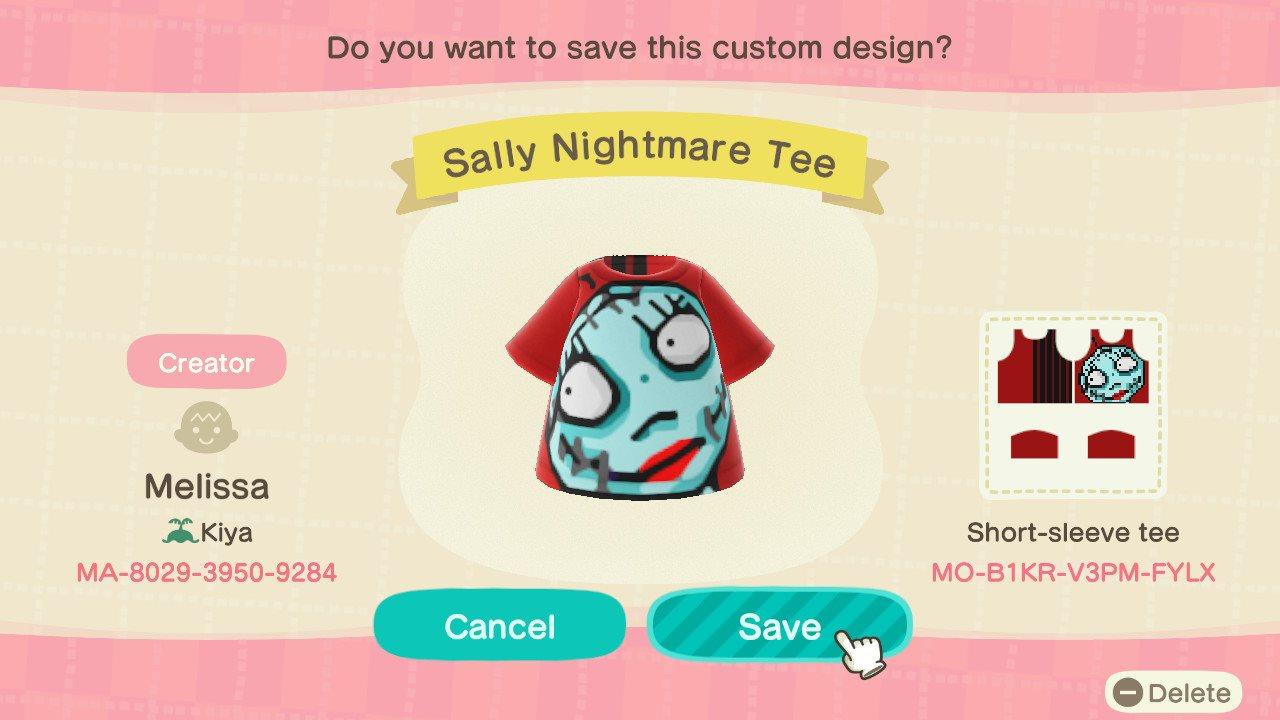 Do you want to save this custom design?
Sally Nightmare Tee
Creator
Melissa
Kiya
MA-8029-3950-9284
Short-sleeve tee
MO-B1KR-V3PM-FYLX
Cancel
Save
Delete